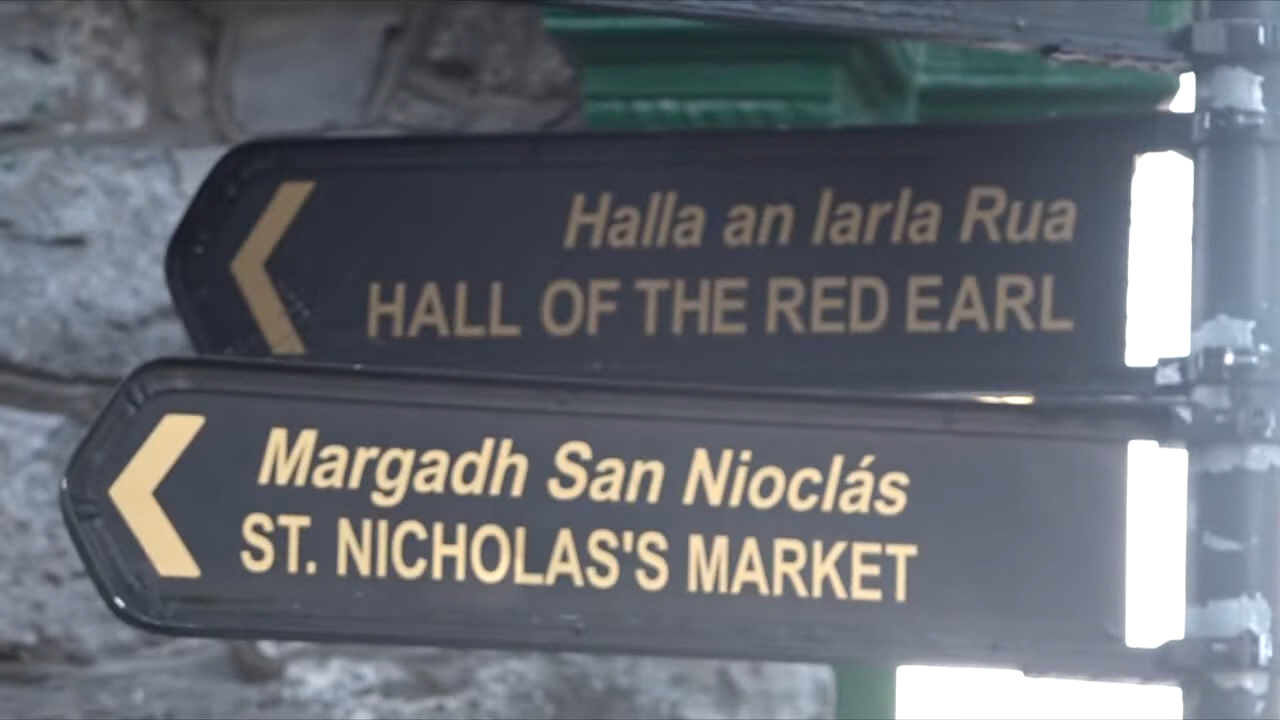 Halla an Iarla Rua
HALL OF THE RED EARL
Margadh San Nioclás
ST. NICHOLAS'S MARKET